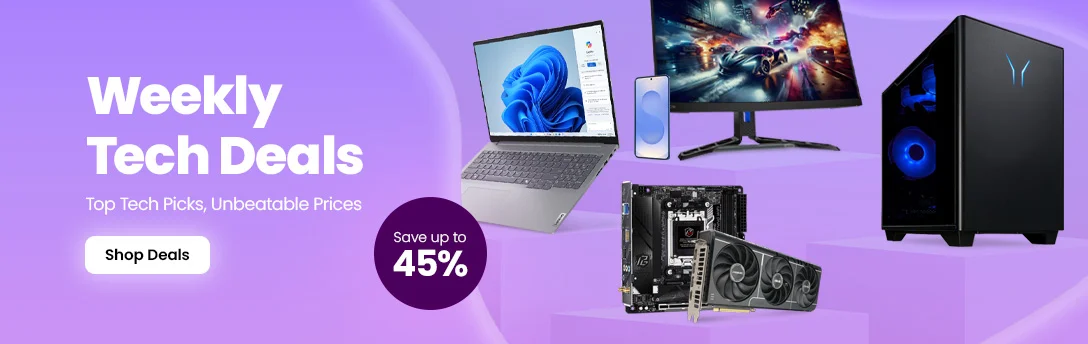 Weekly
Tech Deals
Top Tech Picks, Unbeatable Prices
Shop Deals
Save up to
45%